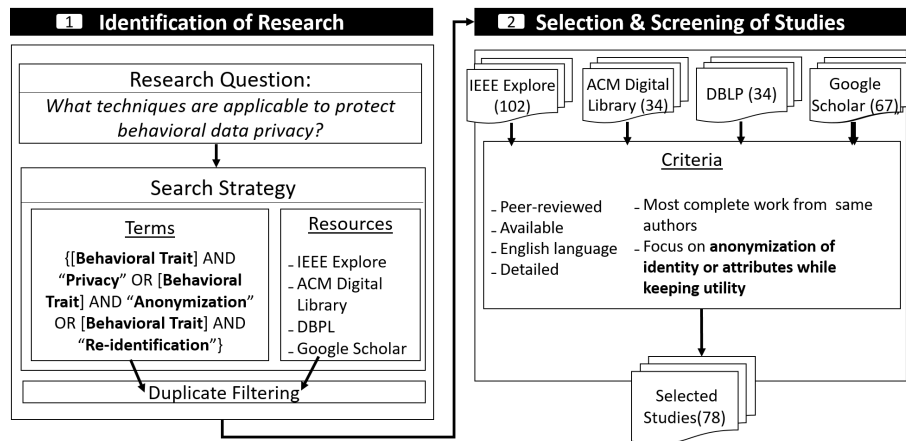 1 Identification of Research
Research Question:
What techniques are applicable to protect
behavioral data privacy?
Search Strategy
Terms
{[Behavioral Trait] AND
“Privacy” OR [Behavioral
Trait] AND “Anonymization”
OR [Behavioral Trait] AND
“Re-identification”}
Resources
- IEEE Explore
- ACM Digital
Library
- DBPL
- Google Scholar
Duplicate Filtering
2 Selection & Screening of Studies
IEEE Explore
(102)
ACM Digital
Library (34)
DBLP (34)
Google
Scholar (67)
Criteria
- Peer-reviewed
- Available
- English language
- Detailed
- Most complete work from same
authors
- Focus on anonymization of
identity or attributes while
keeping utility
Selected
Studies(78)